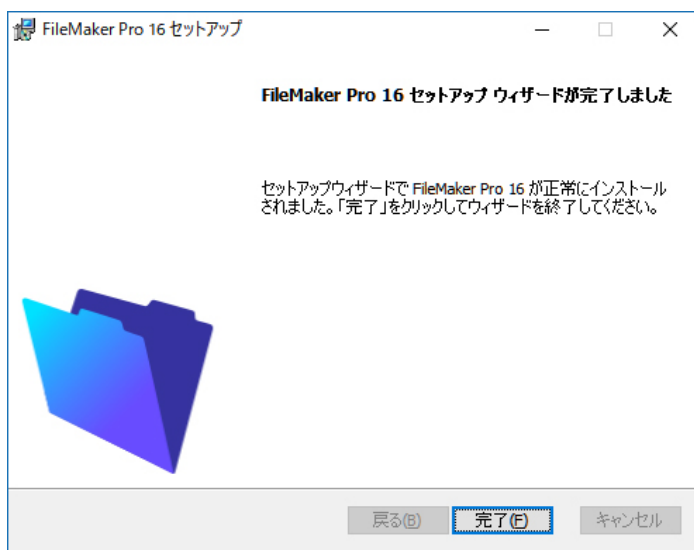 FileMaker Pro 16 セットアップ
FileMaker Pro 16 セットアップ ウィザードが完了しました
セットアップウィザードで FileMaker Pro 16 が正常にインストール
されました。「完了」をクリックしてウィザードを終了してください。
戻る(B) 完了(F) キャンセル